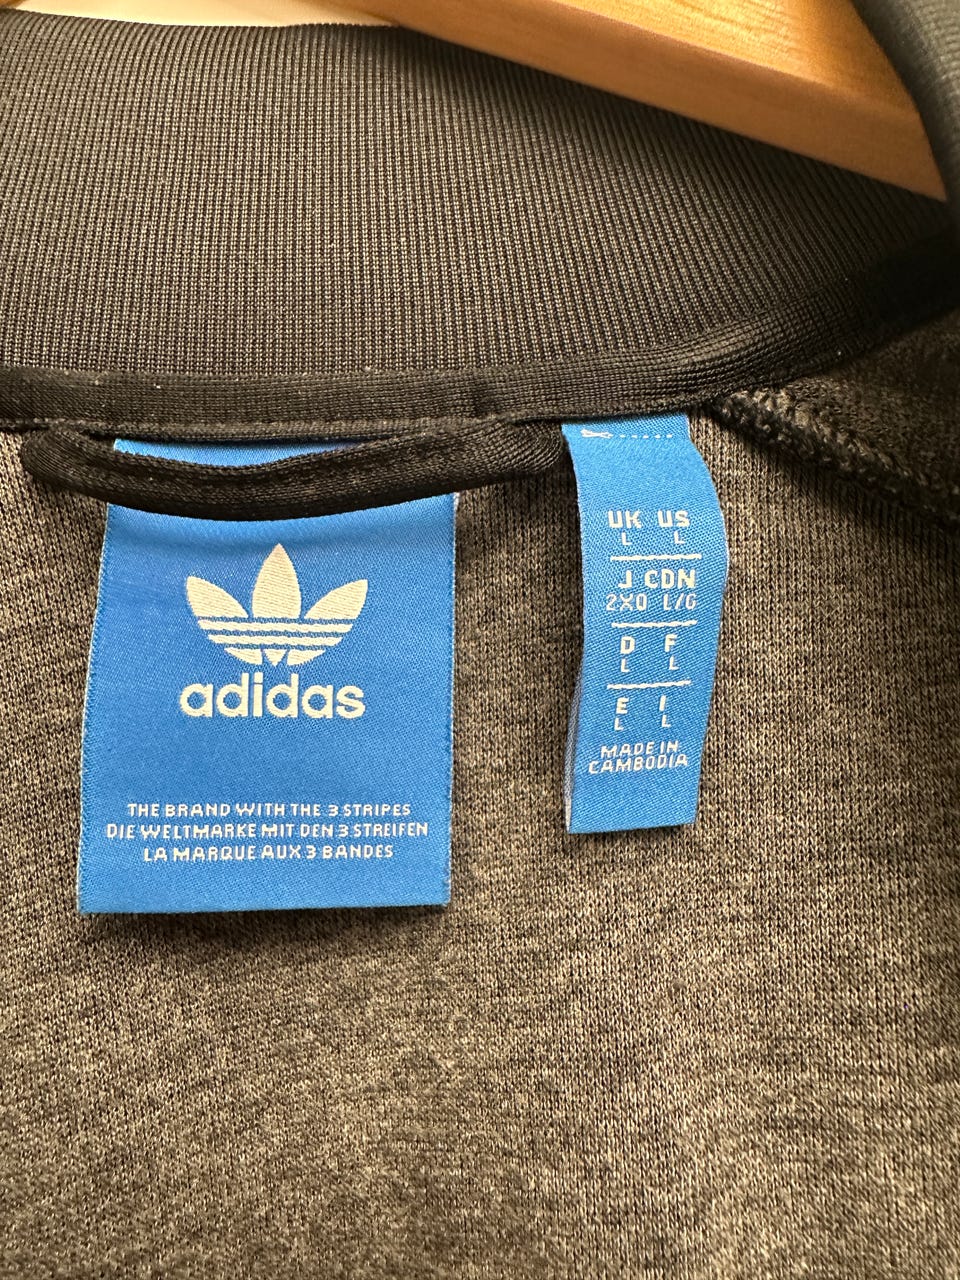 adidas
THE BRAND WITH THE 3 STRIPES
DIE WELTMARKE MIT DEN 3 STREIFEN
LA MARQUE AUX 3 BANDES
UK US
L L
J CDN
2XO L/G
D F
L L
E I
L L
MADE IN
CAMBODIA